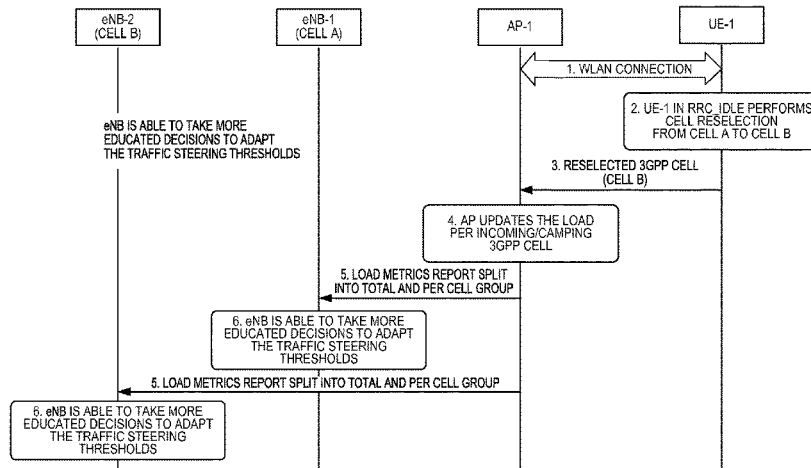 eNB-2
(CELL B)
eNB-1
(CELL A)
AP-1
UE-1
1. WLAN CONNECTION
2. UE-1 IN RRC_IDLE PERFORMS
CELL RESELECTION
FROM CELL A TO CELL B
eNB IS ABLE TO TAKE MORE
EDUCATED DECISIONS TO ADAPT
THE TRAFFIC STEERING THRESHOLDS
3. RESELECTED 3GPP CELL
(CELL B)
4. AP UPDATES THE LOAD
PER INCOMING/CAMPING
3GPP CELL
5. LOAD METRICS REPORT SPLIT
INTO TOTAL AND PER CELL GROUP
6. eNB IS ABLE TO TAKE MORE
EDUCATED DECISIONS TO ADAPT
THE TRAFFIC STEERING
THRESHOLDS
5. LOAD METRICS REPORT SPLIT INTO TOTAL AND PER CELL GROUP
6. eNB IS ABLE TO TAKE MORE
EDUCATED DECISIONS TO ADAPT
THE TRAFFIC STEERING
THRESHOLDS